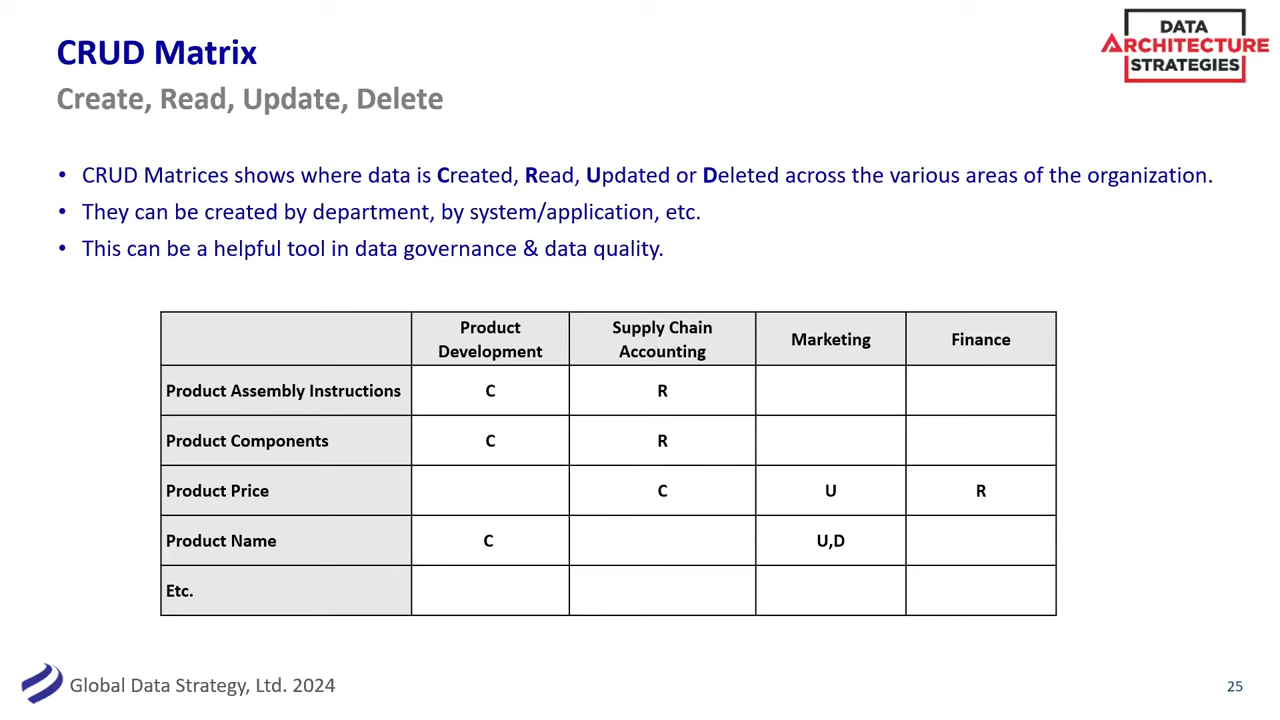 CRUD Matrix
Create, Read, Update, Delete
DATA
ARCHITECTURE
STRATEGIES
• CRUD Matrices shows where data is Created, Read, Updated or Deleted across the various areas of the organization.
• They can be created by department, by system/application, etc.
• This can be a helpful tool in data governance & data quality.
Product
Development
Supply Chain
Accounting
Marketing
Finance
Product Assembly Instructions C R
Product Components C R
Product Price C U R
Product Name C U,D
Etc.
Global Data Strategy, Ltd. 2024
25